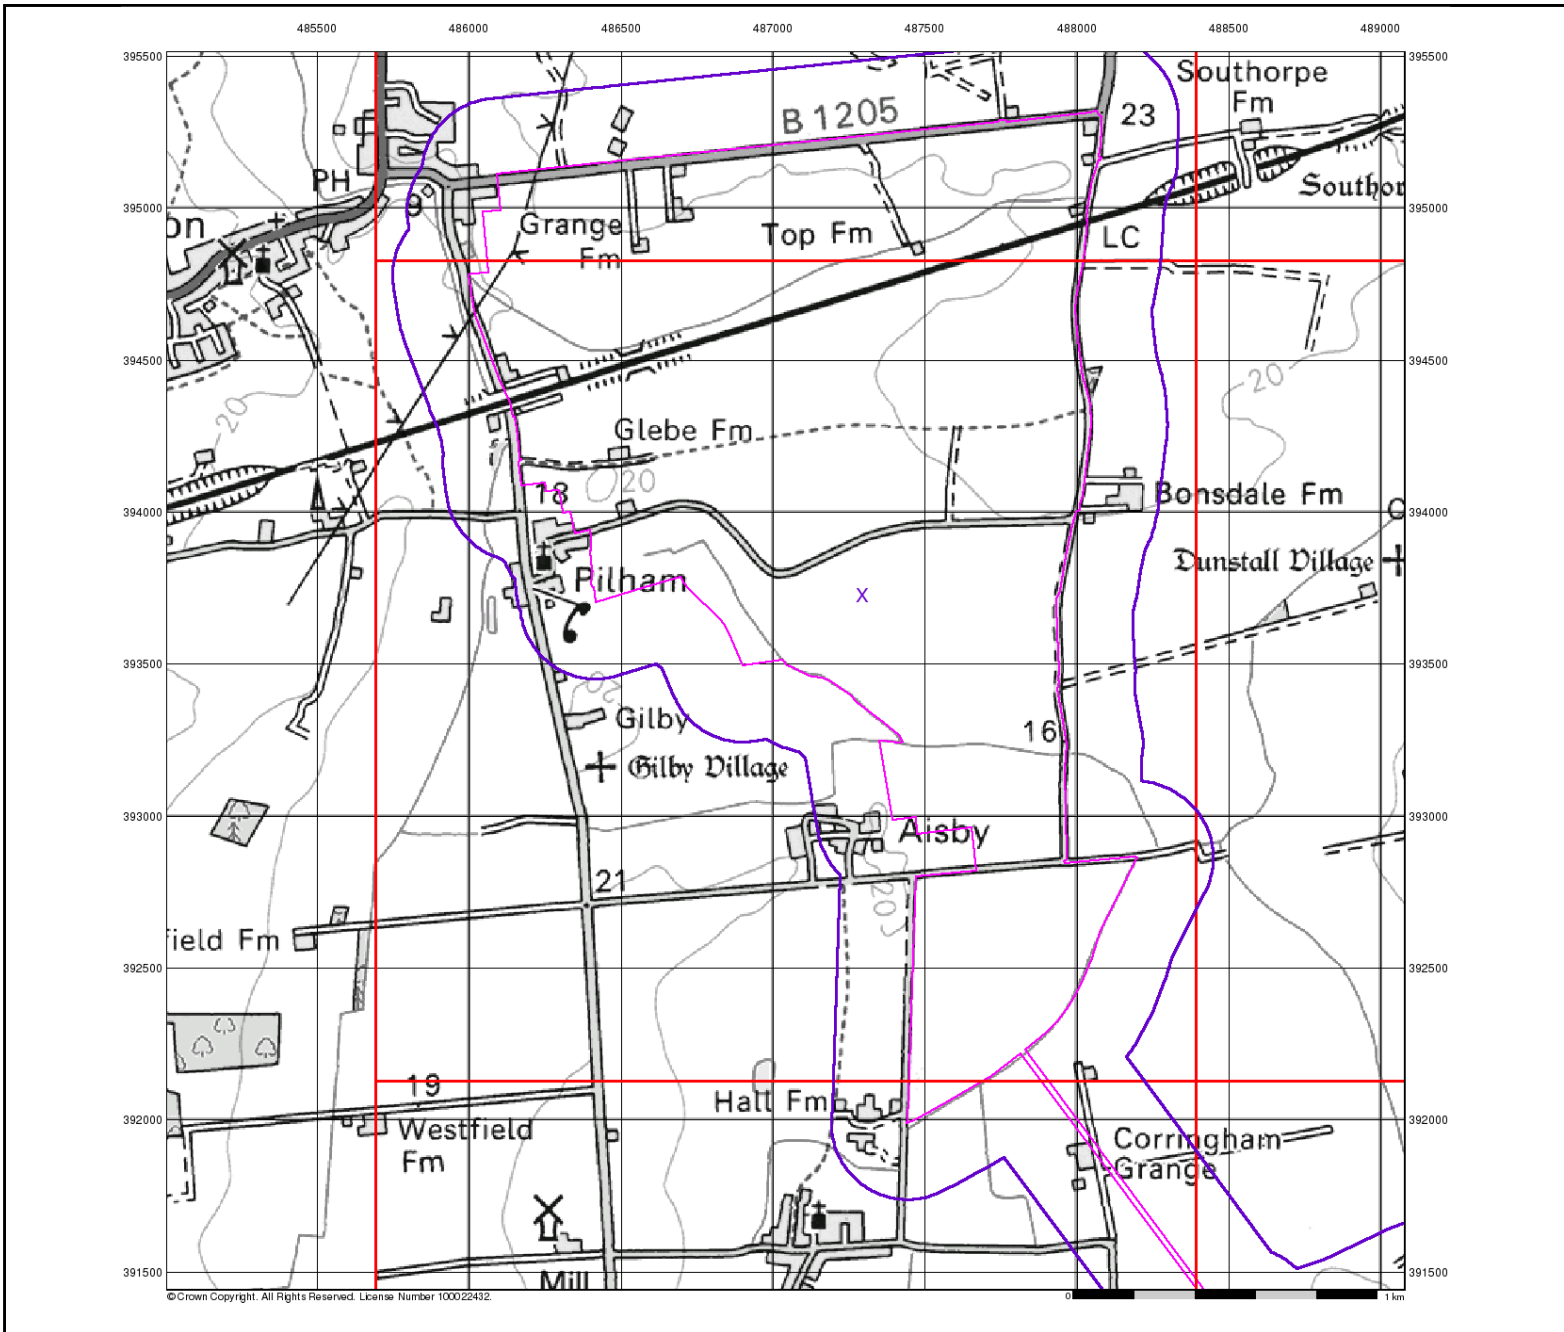 485500 486000 486500 487000 487500 488000 488500 489000
395500 395500
Southorpe
Fm
B 1205
23
PH
9
Southor
395000 395000
on
Grange
Fm
Top Fm
LC
394500 394500
20
20
Glebe Fm
20
18
Bonsdale Fm
394000 394000
Dunstall Village
Pilham
X
393500 393500
20
Gilby
16
Gilby Village
393000 393000
Aisby
21
20
field Fm
392500 392500
19
Hall Fm
392000 392000
Westfield
Fm
Corringham
Grange
391500 391500
Mill
© Crown Copyright. All Rights Reserved. License Number 100022432.
0 1 km